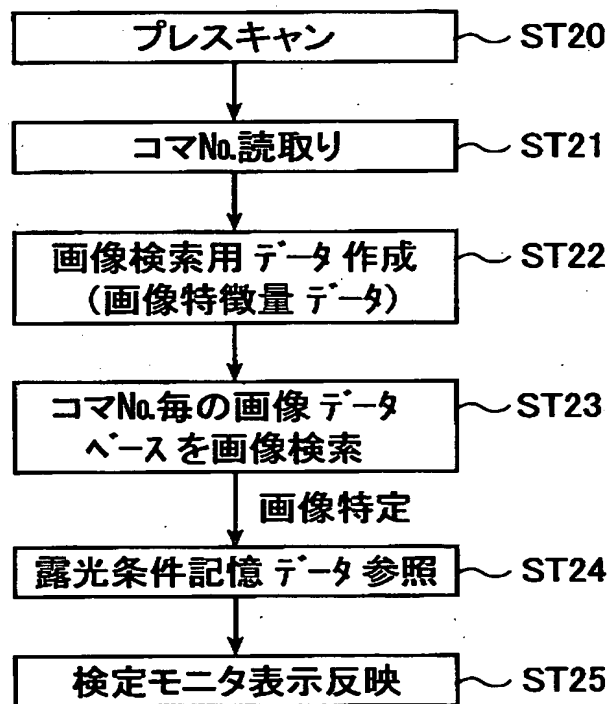 プレスキャン ST20
コマNo.読取り ST21
画像検索用 データ 作成 ST22
(画像特徴量 データ)
コマNo.毎の画像 データ ST23
ベース を画像検索
画像特定
露光条件記憶 データ 参照 ST24
検定モニタ表示反映 ST25